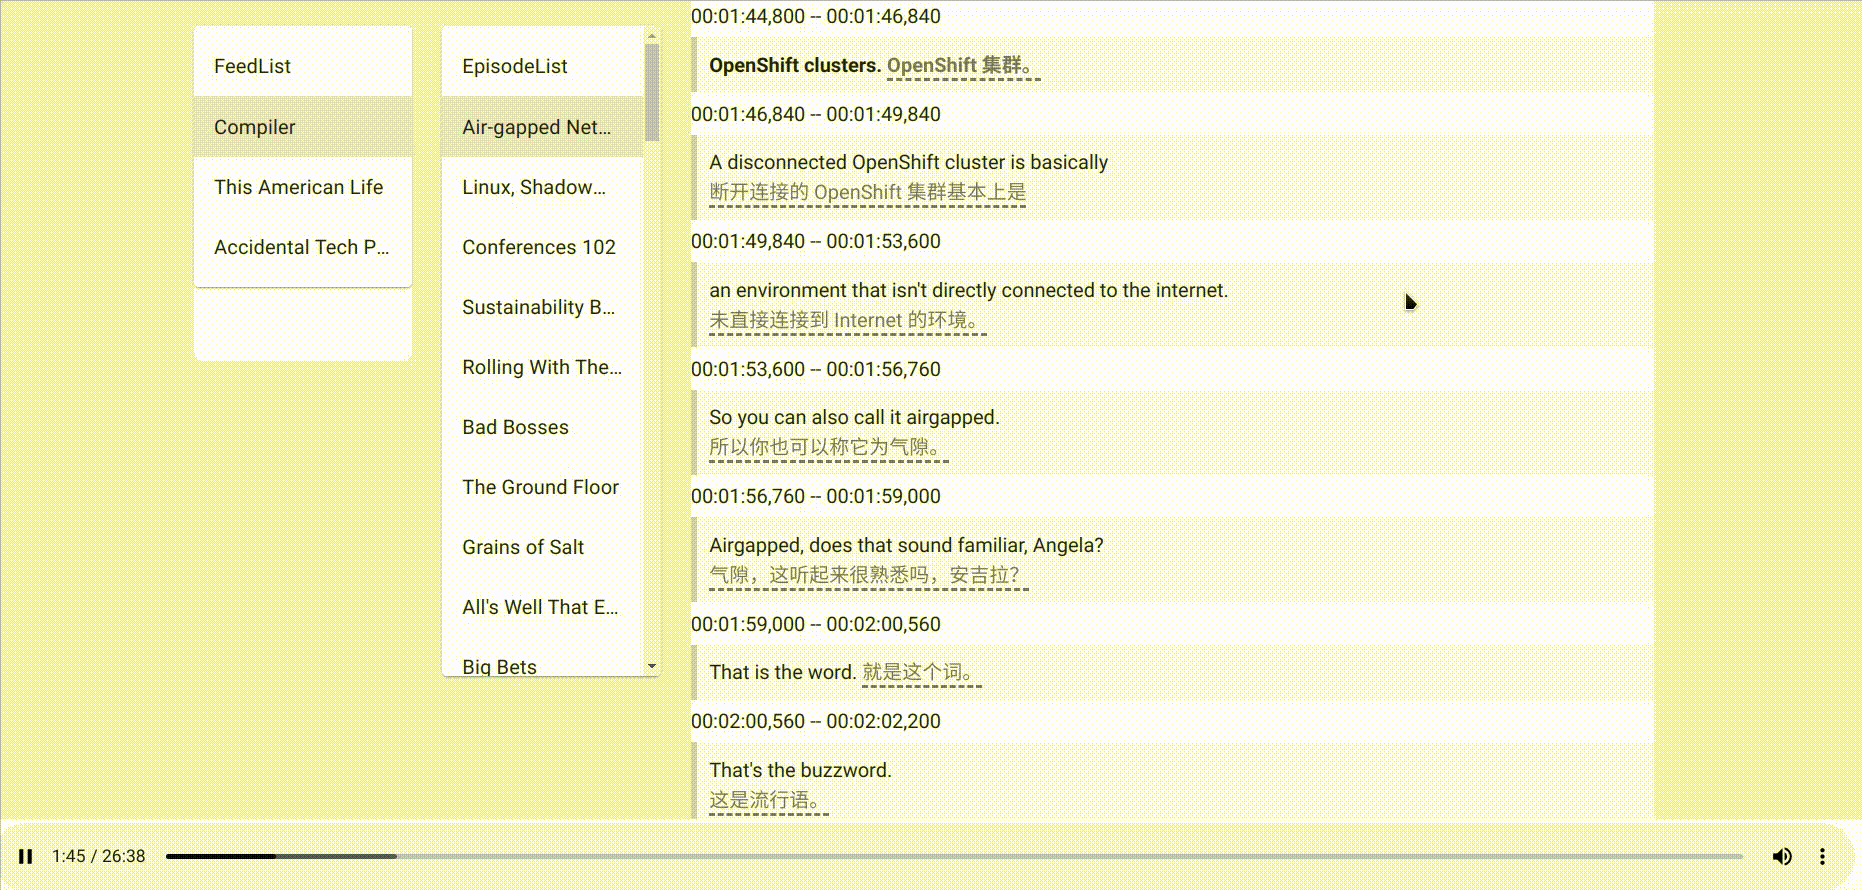 FeedList
Compiler
This American Life
Accidental Tech P...
EpisodeList
Air-gapped Net...
Linux, Shadow...
Conferences 102
Sustainability B...
Rolling With The...
Bad Bosses
The Ground Floor
Grains of Salt
All's Well That E...
Big Bets
00:01:44,800 -- 00:01:46,840
OpenShift clusters. OpenShift 集群。
00:01:46,840 -- 00:01:49,840
A disconnected OpenShift cluster is basically
断开连接的 OpenShift 集群基本上是
00:01:49,840 -- 00:01:53,600
an environment that isn't directly connected to the internet.
未直接连接到 Internet 的环境。
00:01:53,600 -- 00:01:56,760
So you can also call it airgapped.
所以你也可以称它为气隙。
00:01:56,760 -- 00:01:59,000
Airgapped, does that sound familiar, Angela?
气隙，这听起来很熟悉吗，安吉拉？
00:01:59,000 -- 00:02:00,560
That is the word. 就是这个词。
00:02:00,560 -- 00:02:02,200
That's the buzzword.
这是流行语。
1:45 / 26:38